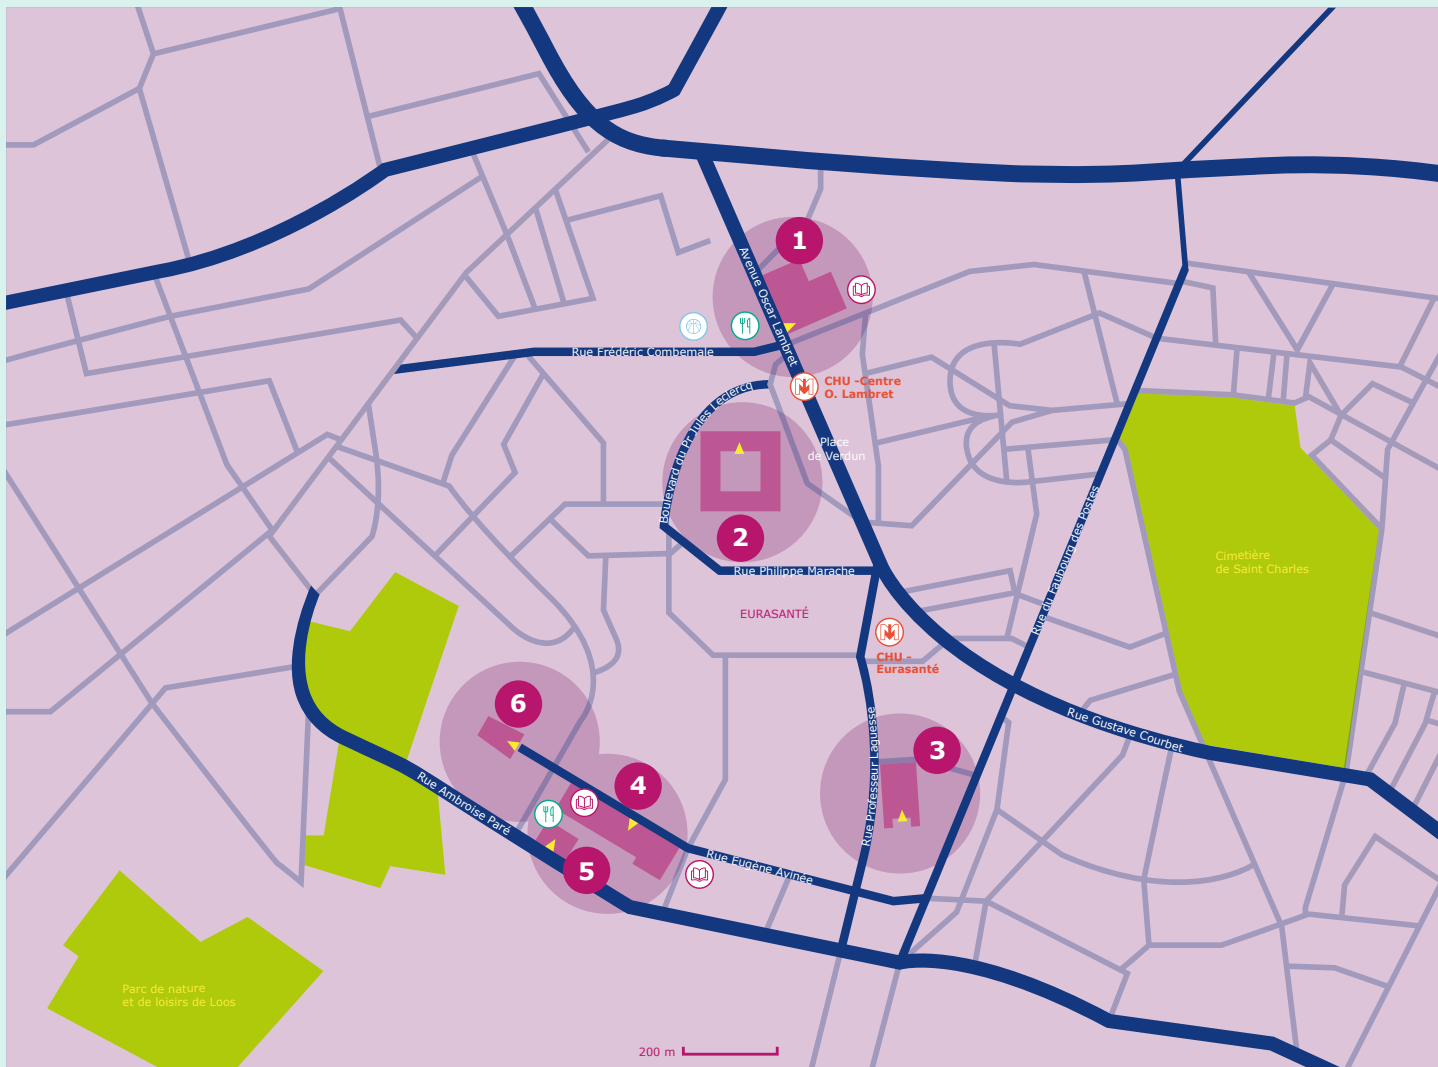 1
Avenue Oscar Lambret
Rue Frédéric Combemale
CHU -Centre
O. Lambret
Boulevard du Pr Jules Leclercq
Place
de Verdun
2
Rue Philippe Marache
Rue du Faubourg des Postes
Cimetière
de Saint Charles
EURASANTÉ
CHU -
Eurasanté
6
Rue Gustave Courbet
Rue Professeur Laguesse
3
4
Rue Ambroise Paré
5
Rue Eugène Avinée
Parc de nature
et de loisirs de Loos
200 m